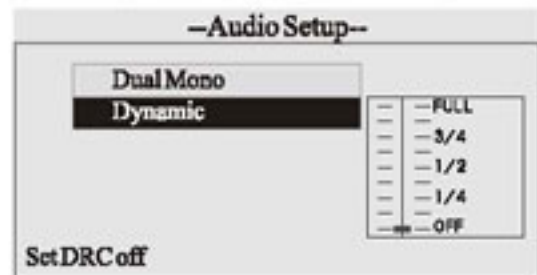 --Audio Setup--
Dual Mono
Dynamic
FULL
3/4
1/2
1/4
OFF
Set DRC off